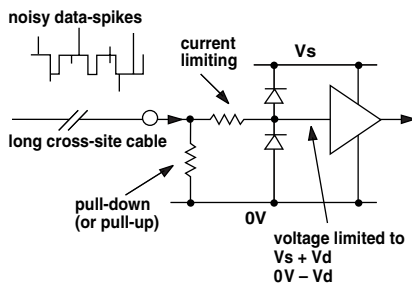 noisy data-spikes
current
limiting
Vs
long cross-site cable
pull-down
(or pull-up)
0V
voltage limited to
Vs + Vd
0V – Vd